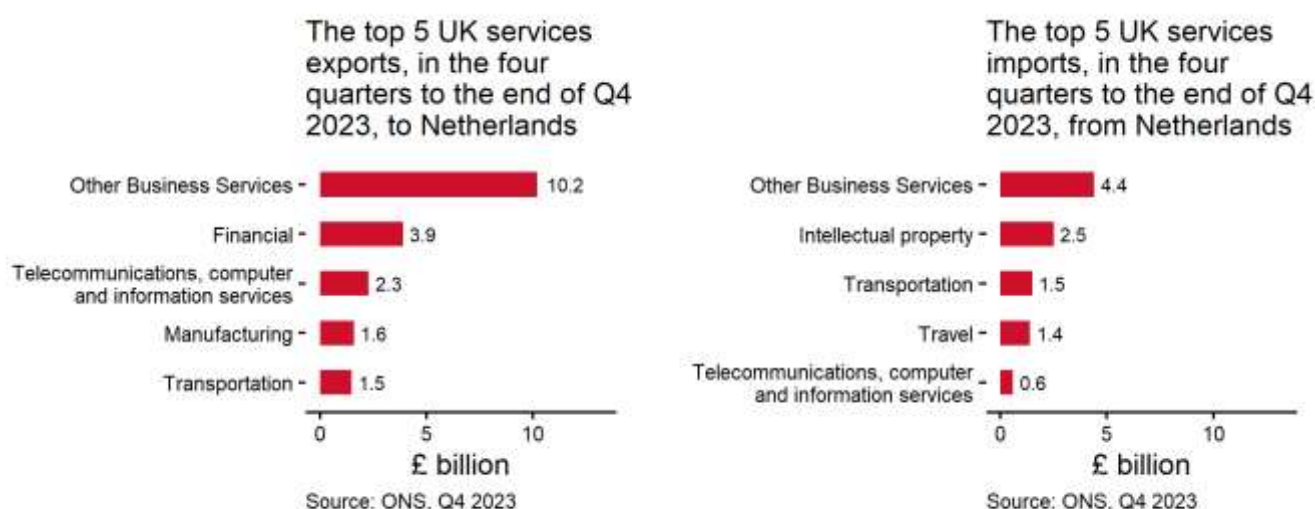 The top 5 UK services
exports, in the four
quarters to the end of Q4
2023, to Netherlands
Other Business Services
10.2
Financial
3.9
Telecommunications, computer
and information services
2.3
Manufacturing
1.6
Transportation
1.5
0 5 10
£ billion
Source: ONS, Q4 2023
The top 5 UK services
imports, in the four
quarters to the end of Q4
2023, from Netherlands
Other Business Services
4.4
Intellectual property
2.5
Transportation
1.5
Travel
1.4
Telecommunications, computer
and information services
0.6
0 5 10
£ billion
Source: ONS, Q4 2023